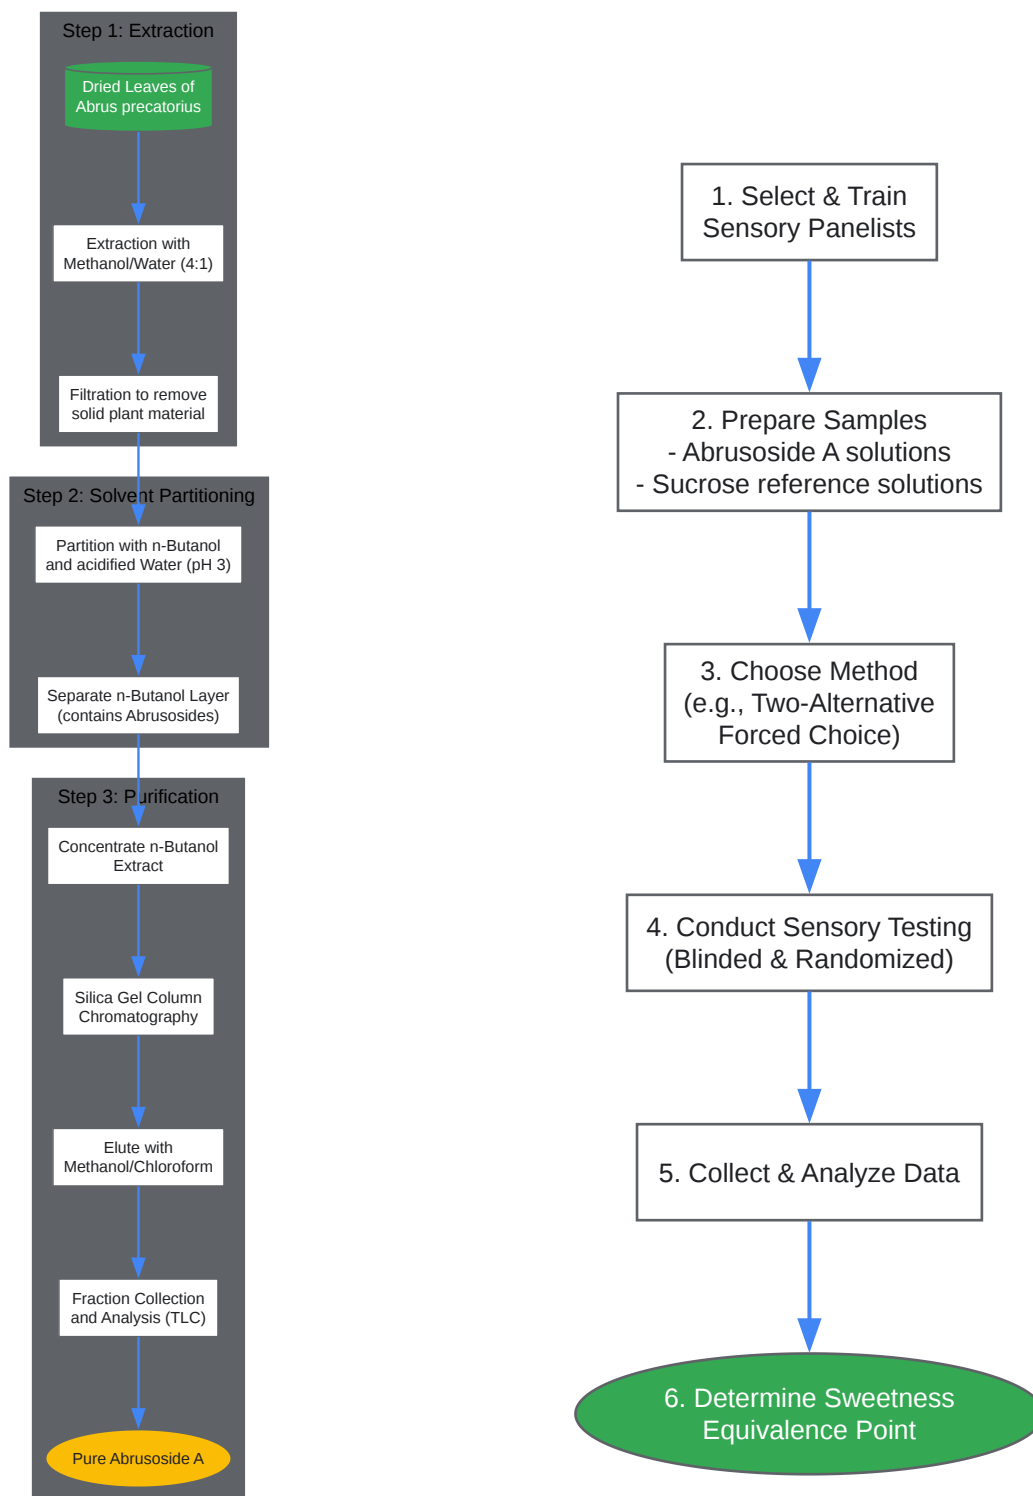 Step 1: Extraction
Dried Leaves of
Abrus precatorius
Extraction with
Methanol/Water (4:1)
Filtration to remove
solid plant material
Step 2: Solvent Partitioning
Partition with n-Butanol
and acidified Water (pH 3)
Separate n-Butanol Layer
(contains Abrusosides)
Step 3: Purification
Concentrate n-Butanol
Extract
Silica Gel Column
Chromatography
Elute with
Methanol/Chloroform
Fraction Collection
and Analysis (TLC)
Pure Abrusoside A
1. Select & Train
Sensory Panelists
2. Prepare Samples
- Abrusoside A solutions
- Sucrose reference solutions
3. Choose Method
(e.g., Two-Alternative
Forced Choice)
4. Conduct Sensory Testing
(Blinded & Randomized)
5. Collect & Analyze Data
6. Determine Sweetness
Equivalence Point